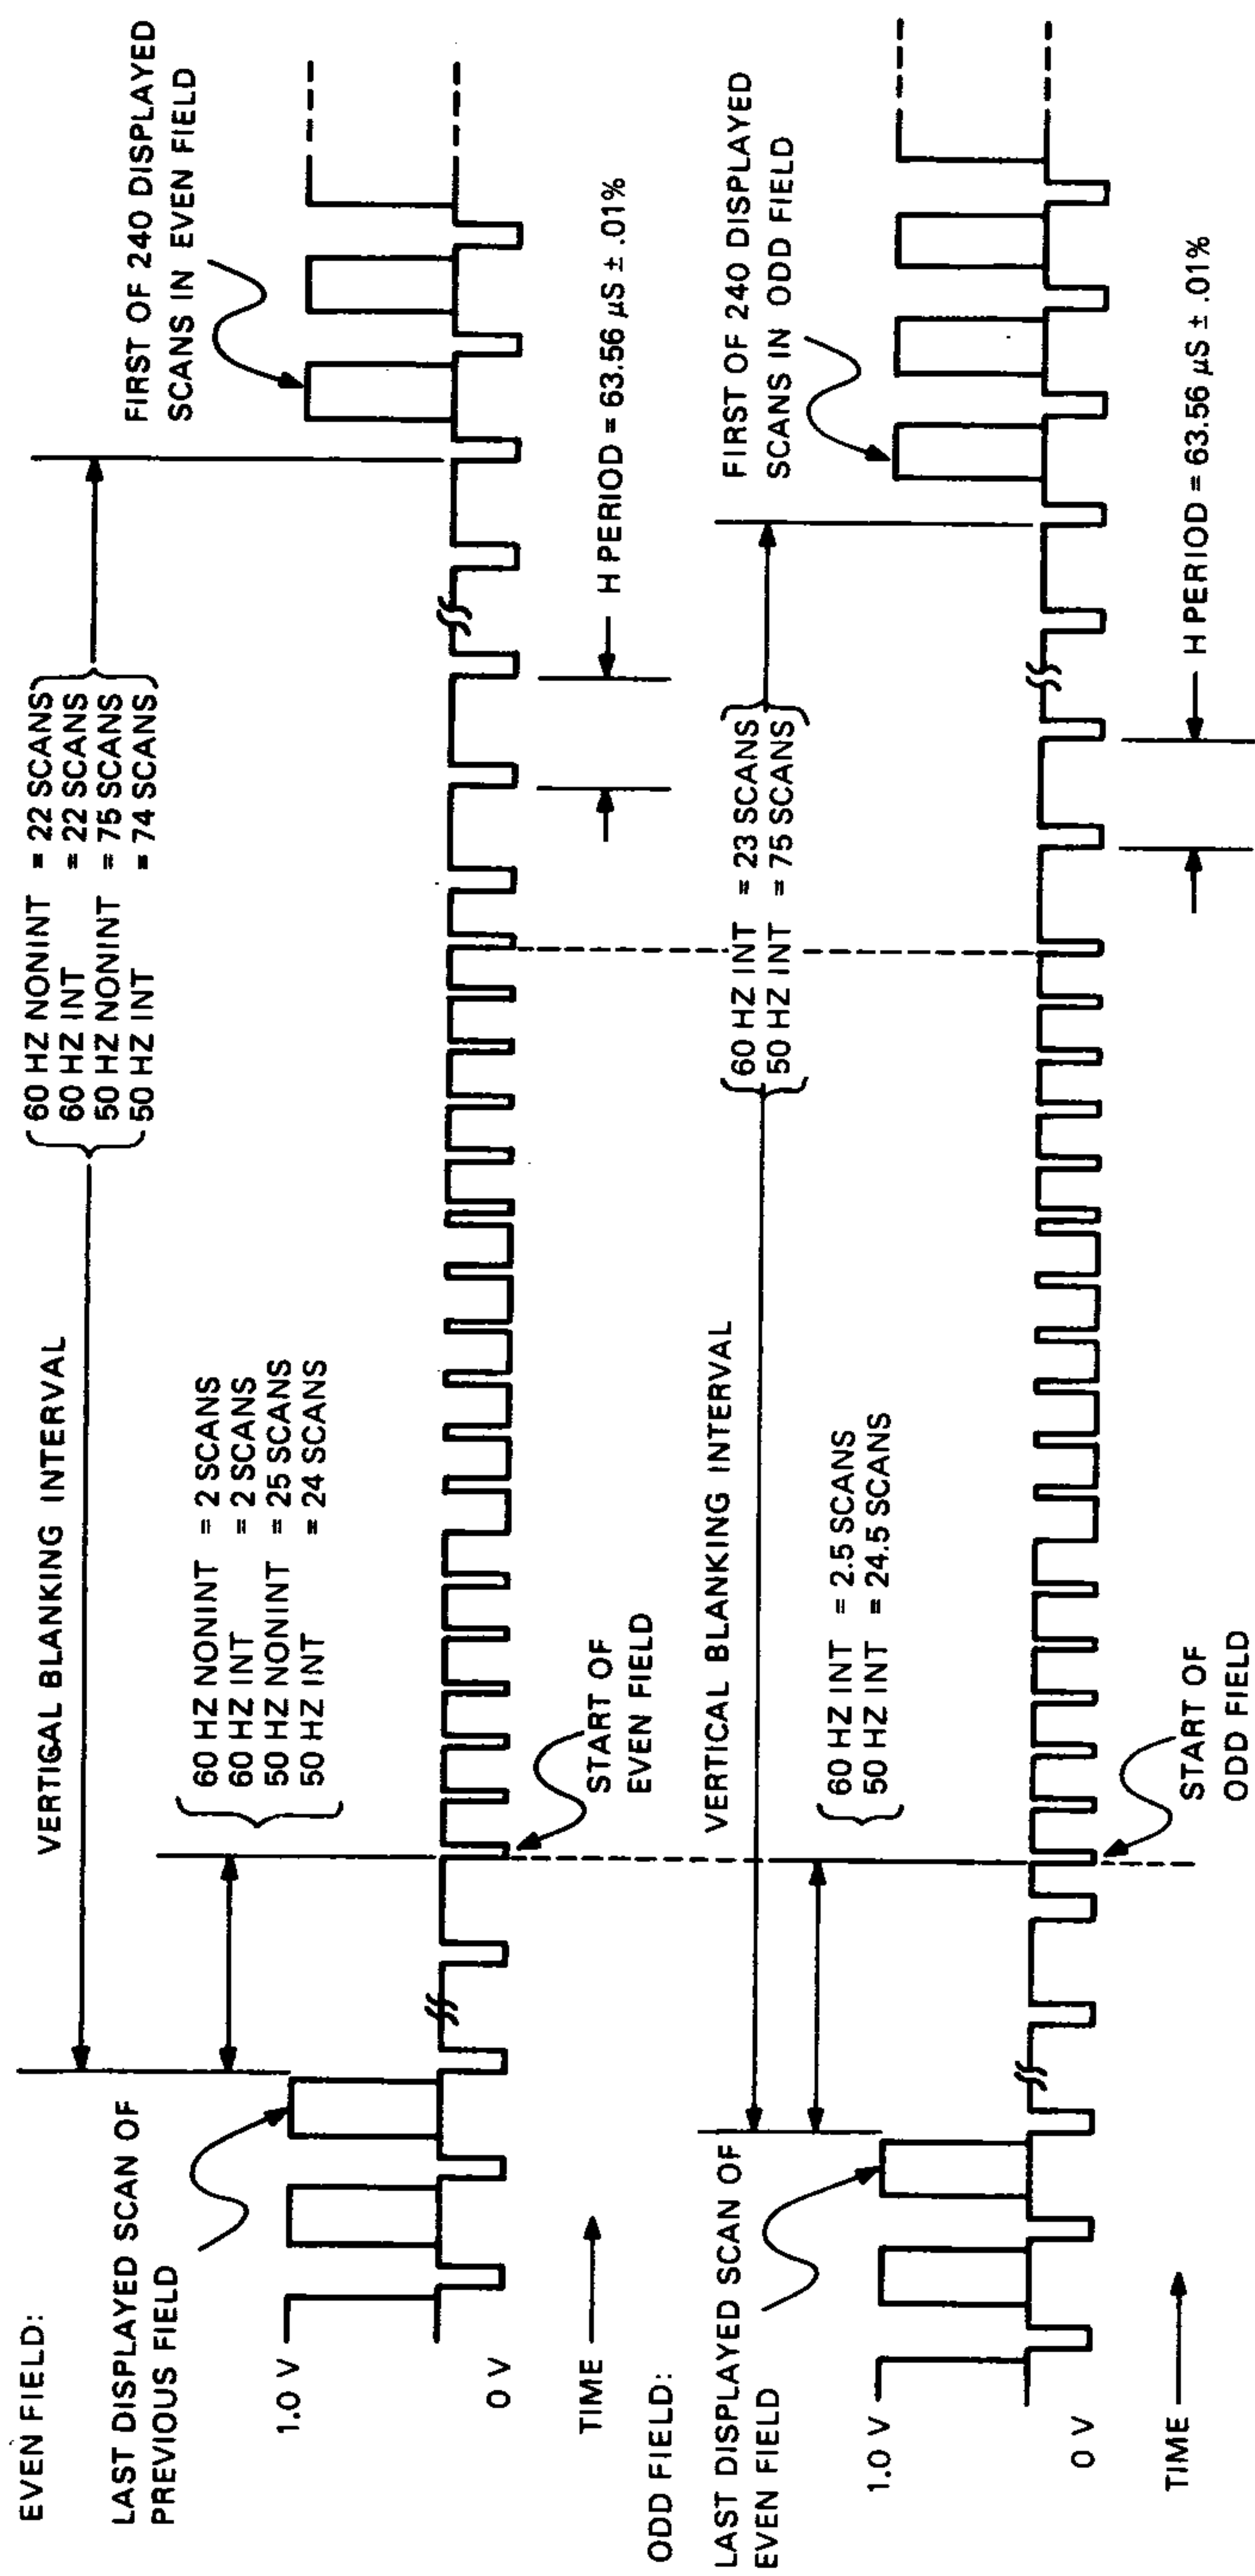 EVEN FIELD:
LAST DISPLAYED SCAN OF
PREVIOUS FIELD
VERTIGAL BLANKING INTERVAL
60 HZ NONINT = 22 SCANS
60 HZ INT = 22 SCANS
50 HZ NONINT = 75 SCANS
50 HZ INT = 74 SCANS
FIRST OF 240 DISPLAYED
SCANS IN EVEN FIELD
60 HZ NONINT = 2 SCANS
60 HZ INT = 2 SCANS
50 HZ NONINT = 25 SCANS
50 HZ INT = 24 SCANS
1.0 V
0 V
TIME
START OF
EVEN FIELD
H PERIOD = 63.56 µS ± .01%
ODD FIELD:
LAST DISPLAYED SCAN OF
EVEN FIELD
VERTICAL BLANKING INTERVAL
60 HZ INT = 23 SCANS
50 HZ INT = 75 SCANS
FIRST OF 240 DISPLAYED
SCANS IN ODD FIELD
60 HZ INT = 2.5 SCANS
50 HZ INT = 24.5 SCANS
1.0 V
0 V
TIME
START OF
ODD FIELD
H PERIOD = 63.56 µS ± .01%